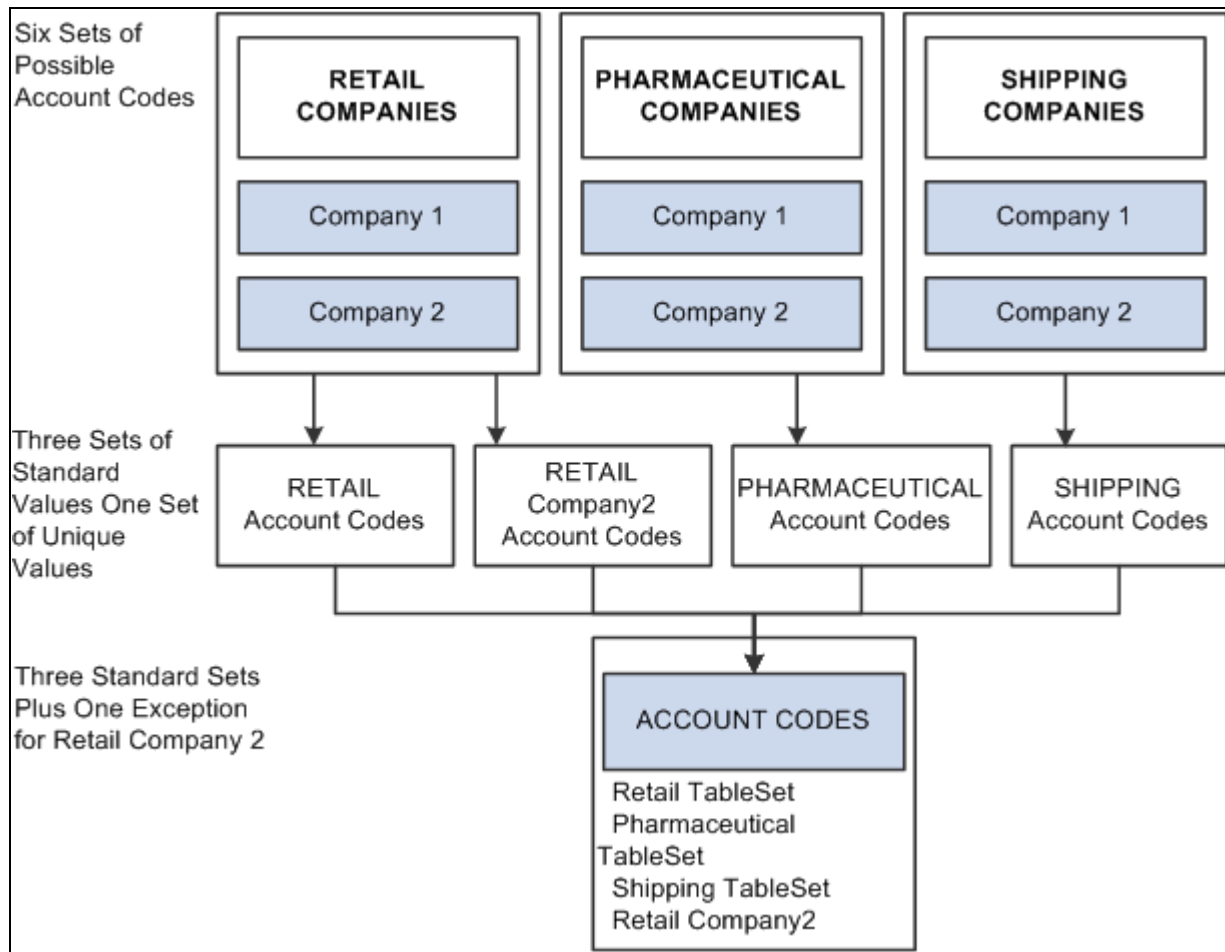 Six Sets of
Possible
Account Codes
RETAIL
COMPANIES
Company 1
Company 2
PHARMACEUTICAL
COMPANIES
Company 1
Company 2
SHIPPING
COMPANIES
Company 1
Company 2
Three Sets of
Standard
Values One Set
of Unique
Values
RETAIL
Account Codes
RETAIL
Company2
Account Codes
PHARMACEUTICAL
Account Codes
SHIPPING
Account Codes
Three Standard Sets
Plus One Exception
for Retail Company 2
ACCOUNT CODES
Retail TableSet
Pharmaceutical
TableSet
Shipping TableSet
Retail Company2